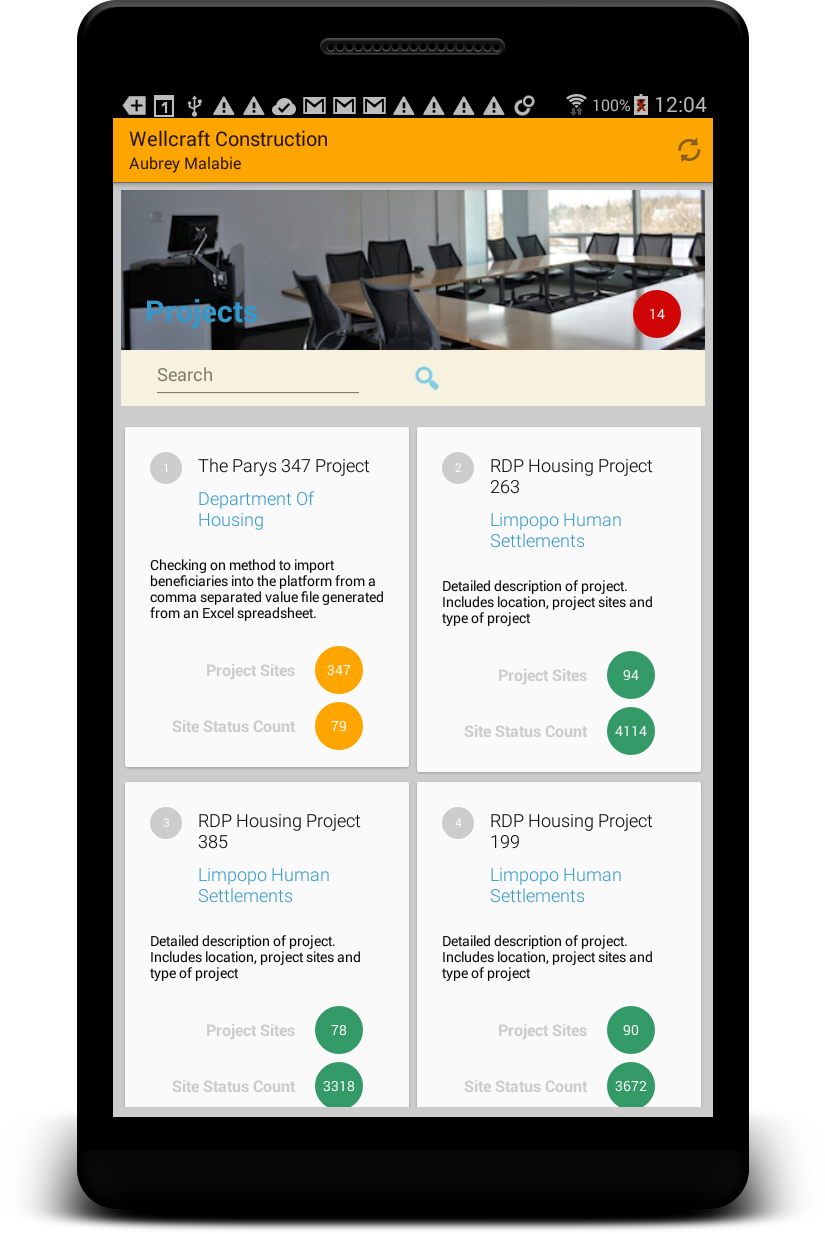 1
100%
12:04
Wellcraft Construction
Aubrey Malabie
Projects
14
Search
1
The Parys 347 Project
Department Of
Housing
Checking on method to import
beneficiaries into the platform from a
comma separated value file generated
from an Excel spreadsheet.
Project Sites
347
Site Status Count
79
2
RDP Housing Project
263
Limpopo Human
Settlements
Detailed description of project.
Includes location, project sites and
type of project
Project Sites
94
Site Status Count
4114
3
RDP Housing Project
385
Limpopo Human
Settlements
Detailed description of project.
Includes location, project sites and
type of project
Project Sites
78
Site Status Count
3318
4
RDP Housing Project
199
Limpopo Human
Settlements
Detailed description of project.
Includes location, project sites and
type of project
Project Sites
90
Site Status Count
3672